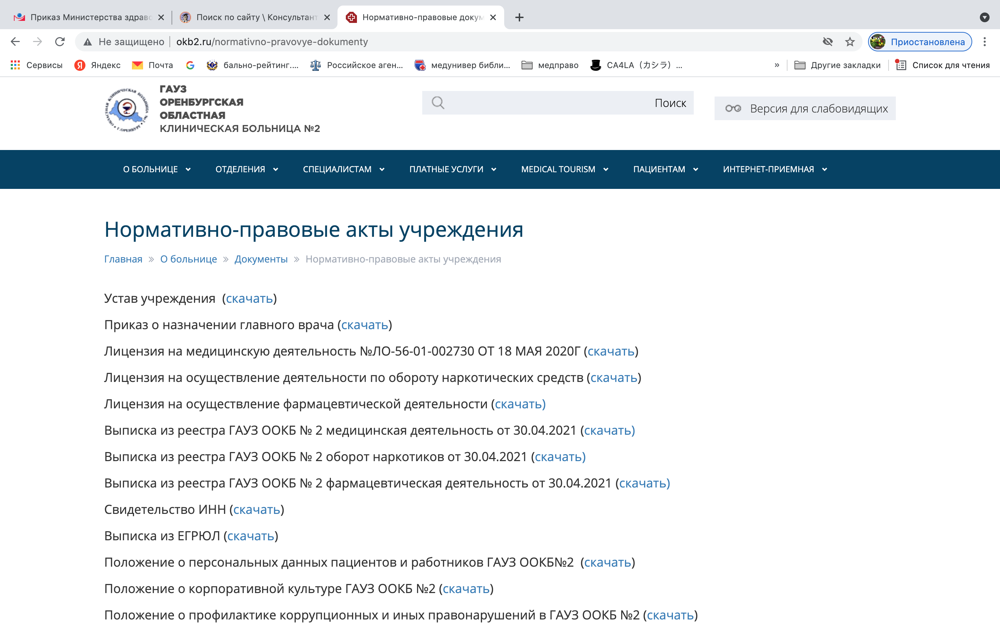 Приказ Министерства здравс
Поиск по сайту \ Консультант
Нормативно-правовые докум
Не защищено
okb2.ru/normativno-pravovye-dokumenty
Приостановлена
Сервисы
Яндекс
Почта
бально-рейтинг....
Российское аген...
медунивер библи...
медправо
CA4LA（カシラ）...
»
Другие закладки
Список для чтения
ГАУЗ
ОРЕНБУРГСКАЯ
ОБЛАСТНАЯ
КЛИНИЧЕСКАЯ БОЛЬНИЦА №2
Поиск
Версия для слабовидящих
О БОЛЬНИЦЕ
ОТДЕЛЕНИЯ
СПЕЦИАЛИСТАМ
ПЛАТНЫЕ УСЛУГИ
MEDICAL TOURISM
ПАЦИЕНТАМ
ИНТЕРНЕТ-ПРИЕМНАЯ
Нормативно-правовые акты учреждения
Главная » О больнице » Документы » Нормативно-правовые акты учреждения
Устав учреждения (скачать)
Приказ о назначении главного врача (скачать)
Лицензия на медицинскую деятельность №ЛО-56-01-002730 ОТ 18 МАЯ 2020Г (скачать)
Лицензия на осуществление деятельности по обороту наркотических средств (скачать)
Лицензия на осуществление фармацевтической деятельности (скачать)
Выписка из реестра ГАУЗ ООКБ № 2 медицинская деятельность от 30.04.2021 (скачать)
Выписка из реестра ГАУЗ ООКБ № 2 оборот наркотиков от 30.04.2021 (скачать)
Выписка из реестра ГАУЗ ООКБ № 2 фармацевтическая деятельность от 30.04.2021 (скачать)
Свидетельство ИНН (скачать)
Выписка из ЕГРЮЛ (скачать)
Положение о персональных данных пациентов и работников ГАУЗ ООКБ№2 (скачать)
Положение о корпоративной культуре ГАУЗ ООКБ №2 (скачать)
Положение о профилактике коррупционных и иных правонарушений в ГАУЗ ООКБ №2 (скачать)